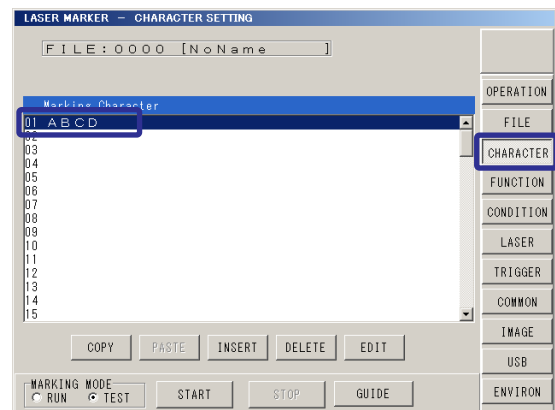 LASER MARKER － CHARACTER SETTING
FILE:0000 [NoName ]
Marking Character
01 ABCD
02
03
04
05
06
07
08
09
10
11
12
13
14
15
COPY PASTE INSERT DELETE EDIT
MARKING MODE
RUN TEST START STOP GUIDE
OPERATION
FILE
CHARACTER
FUNCTION
CONDITION
LASER
TRIGGER
COMMON
IMAGE
USB
ENVIRON